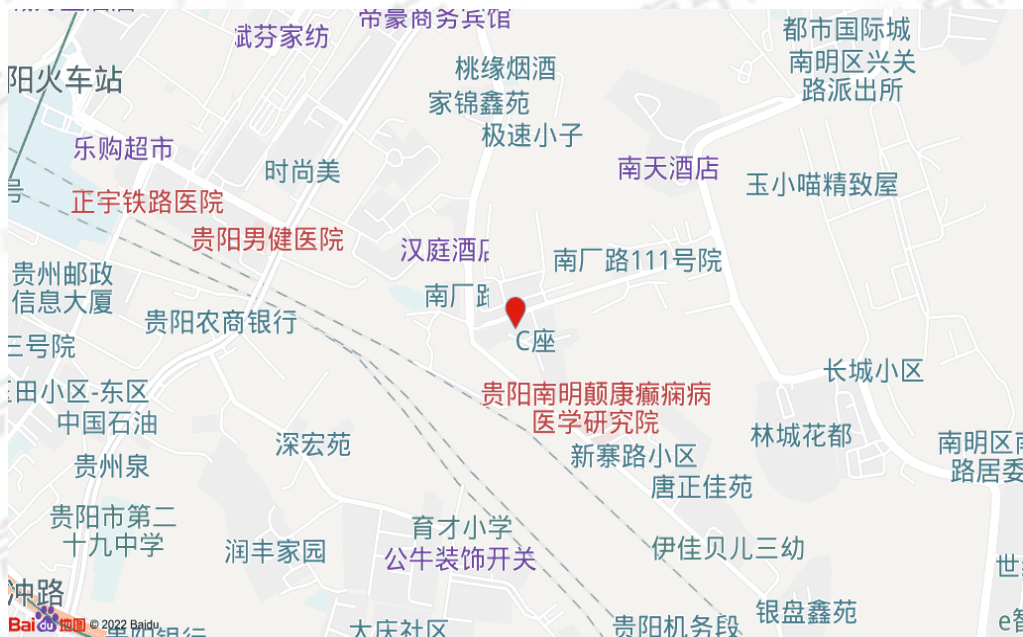 帝豪商务宾馆
斌芬家纺
都市国际城
桃缘烟酒
南明区兴关
路派出所
阳火车站
家锦鑫苑
极速小子
乐购超市
时尚美
南天酒店
玉小喵精致屋
正宇铁路医院
贵阳男健医院
汉庭酒店
南厂路111号院
贵州邮政
信息大厦
南厂路
贵阳农商银行
C座
三号院
长城小区
田小区-东区
贵阳南明颠康癫痫病
医学研究院
中国石油
深宏苑
林城花都
南明区南
路居委
贵州泉
新寨路小区
唐正佳苑
贵阳市第二
十九中学
育才小学
润丰家园
公牛装饰开关
伊佳贝儿三幼
冲路
银盘鑫苑
Bai du 地图 © 2022 Baidu
贵阳银行
大庆社区
贵阳机务段